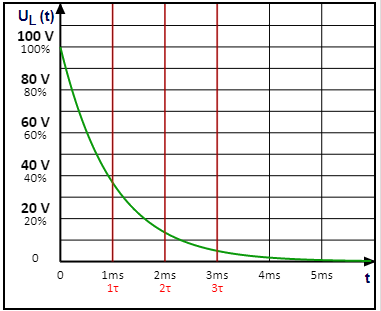 U_L (t)
100 V
100%
80 V
80%
60 V
60%
40 V
40%
20 V
20%
0
0 1ms 2ms 3ms 4ms 5ms t
1τ 2τ 3τ